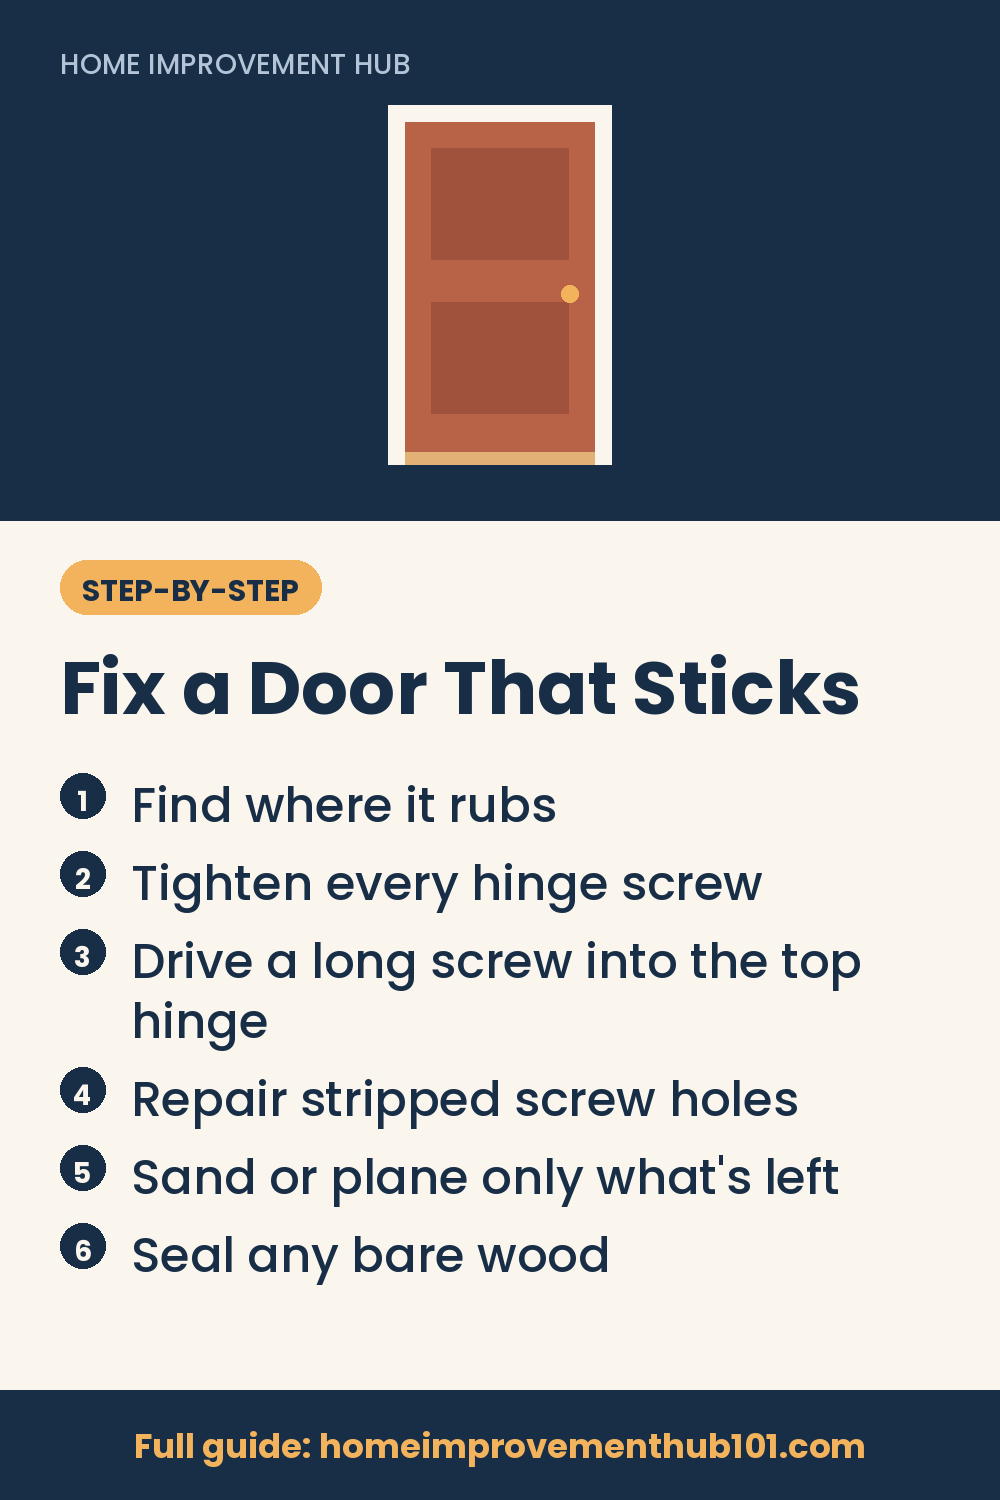 HOME IMPROVEMENT HUB
STEP-BY-STEP
Fix a Door That Sticks
1 Find where it rubs
2 Tighten every hinge screw
3 Drive a long screw into the top
hinge
4 Repair stripped screw holes
5 Sand or plane only what's left
6 Seal any bare wood
Full guide: homeimprovementhub101.com